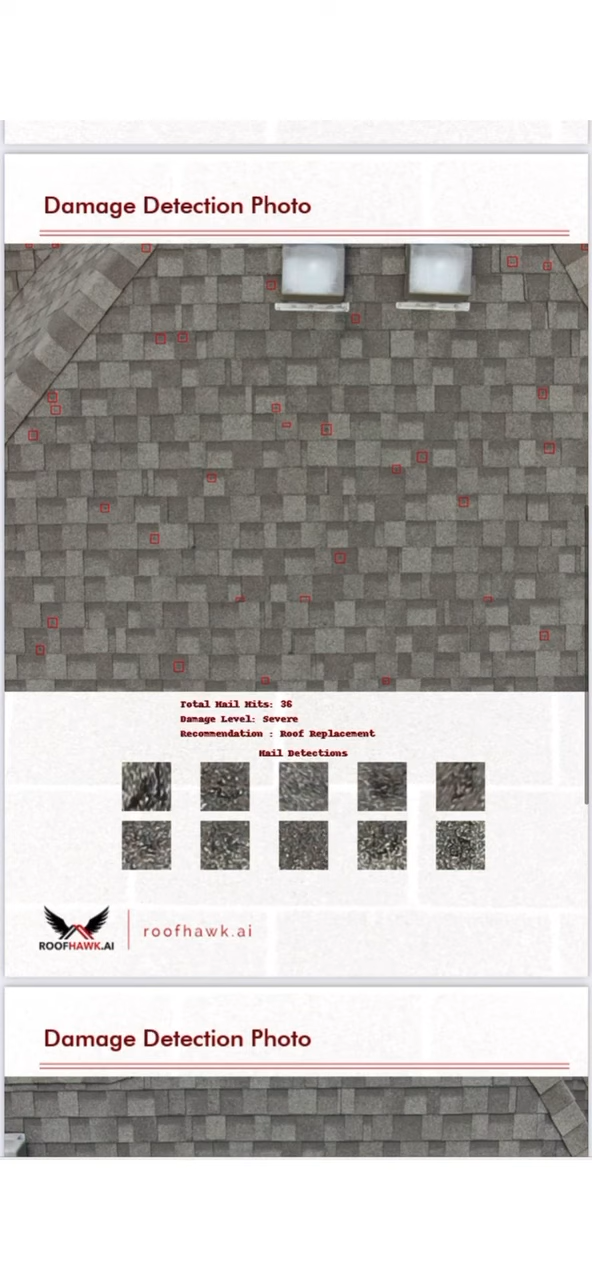 Damage Detection Photo
Total Hail Hits: 36
Damage Level: Severe
Recommendation : Roof Replacement
Hail Detections
ROOFHAWK.AI
roofhawk.ai
Damage Detection Photo